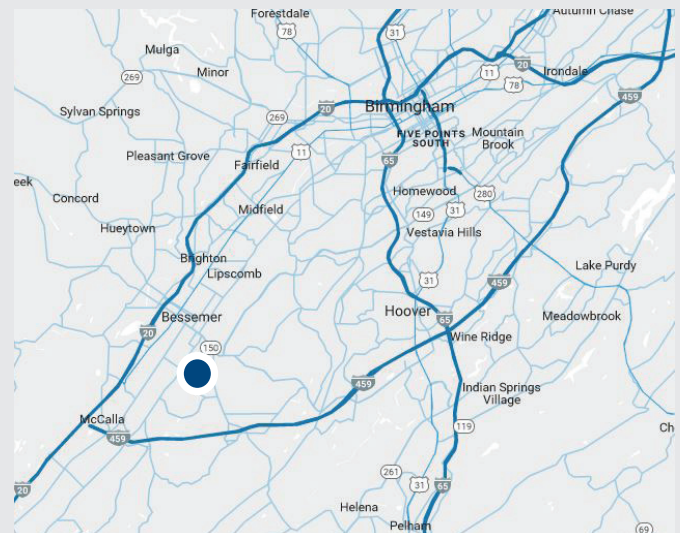 Forestdale
Autumn Chase
78
31
Mulga
Minor
269
11
20
Irondale
78
459
Sylvan Springs
269
20
Birmingham
FIVE POINTS
SOUTH
Mountain
Brook
11
Pleasant Grove
Fairfield
65
eek
Concord
Homewood
280
Midfield
149
31
Hueytown
Vestavia Hills
Brighton
Lipscomb
Lake Purdy
31
459
Bessemer
Hoover
65
Meadowbrook
20
Wine Ridge
150
459
Indian Springs
Village
McCalla
459
119
Ch
261
31
65
20
Helena
Pelham
69